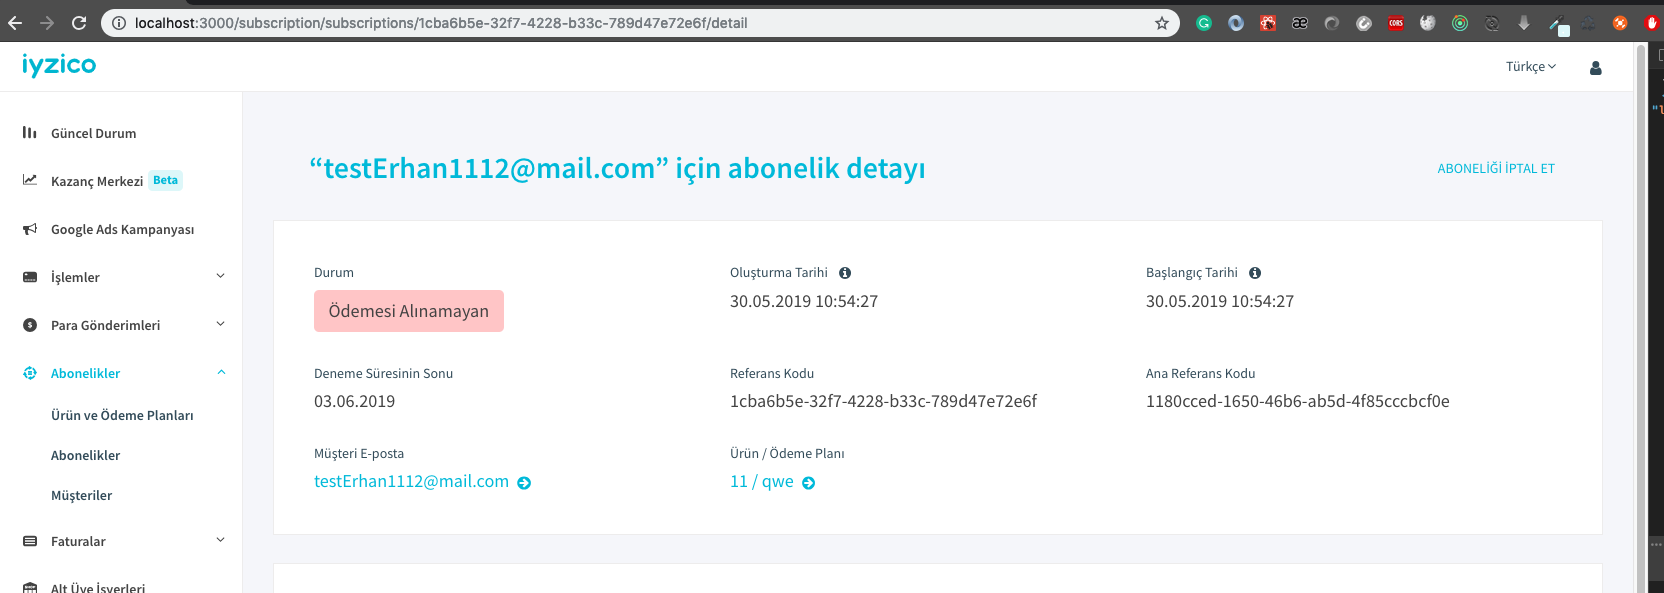 localhost:3000/subscription/subscriptions/1cba6b5e-32f7-4228-b33c-789d47e72e6f/detail
iyzico
Türkçe
Güncel Durum
Kazanç Merkezi Beta
Google Ads Kampanyası
İşlemler
Para Gönderimleri
Abonelikler
Ürün ve Ödeme Planları
Abonelikler
Müşteriler
Faturalar
Alt Üye İşyerleri
“testErhan1112@mail.com” için abonelik detayı
ABONELİĞİ İPTAL ET
Durum
Ödemesi Alınamayan
Oluşturma Tarihi
30.05.2019 10:54:27
Başlangıç Tarihi
30.05.2019 10:54:27
Deneme Süresinin Sonu
03.06.2019
Referans Kodu
1cba6b5e-32f7-4228-b33c-789d47e72e6f
Ana Referans Kodu
1180cced-1650-46b6-ab5d-4f85cccbcf0e
Müşteri E-posta
testErhan1112@mail.com
Ürün / Ödeme Planı
11 / qwe